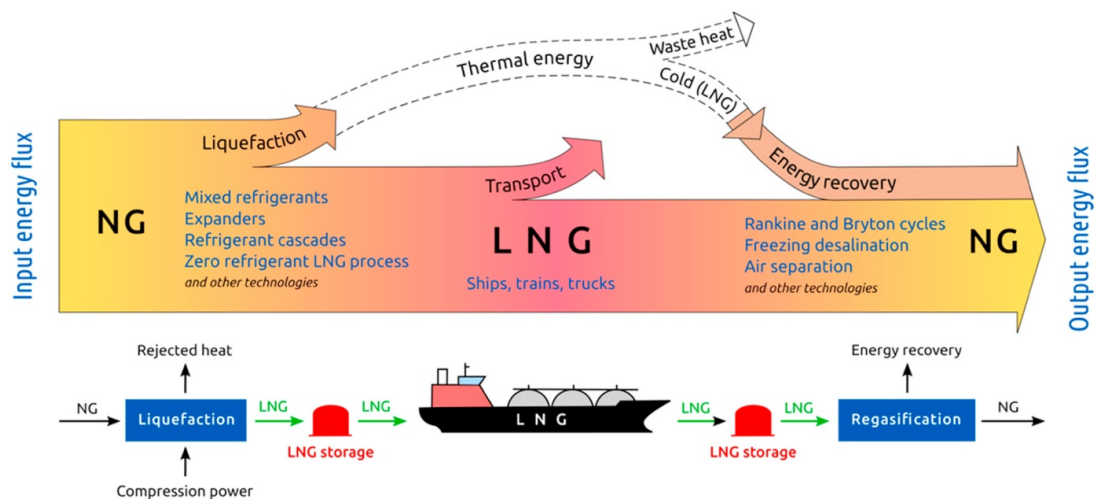 Waste heat
Thermal energy
Cold (LNG)
Input energy flux
Liquefaction
Transport
Energy recovery
NG
Mixed refrigerants
Expanders
Refrigerant cascades
Zero refrigerant LNG process
and other technologies
LNG
Ships, trains, trucks
Rankine and Bryton cycles
Freezing desalination
Air separation
and other technologies
NG
Output energy flux
Rejected heat
Energy recovery
NG
Liquefaction
LNG
LNG
LNG storage
LNG
LNG
LNG
LNG storage
Regasification
NG
Compression power